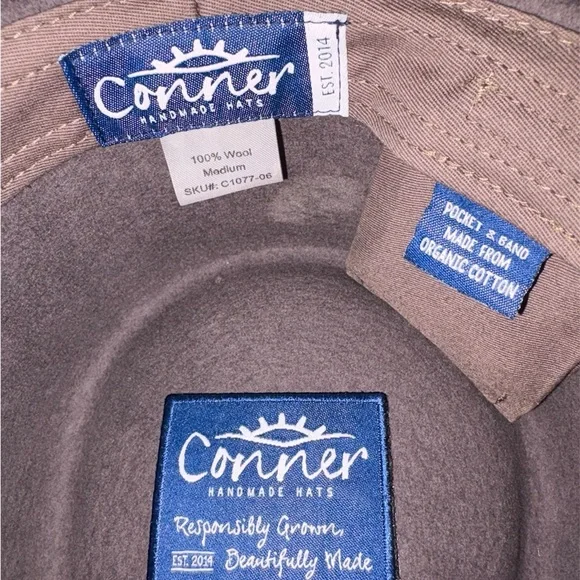 Conner
HANDMADE HATS
EST. 2014
100% Wool
Medium
SKU#: C1077-06
POCKET & BAND
MADE FROM
ORGANIC COTTON
Conner
HANDMADE HATS
Responsibly Grown,
EST. 2014 Beautifully Made